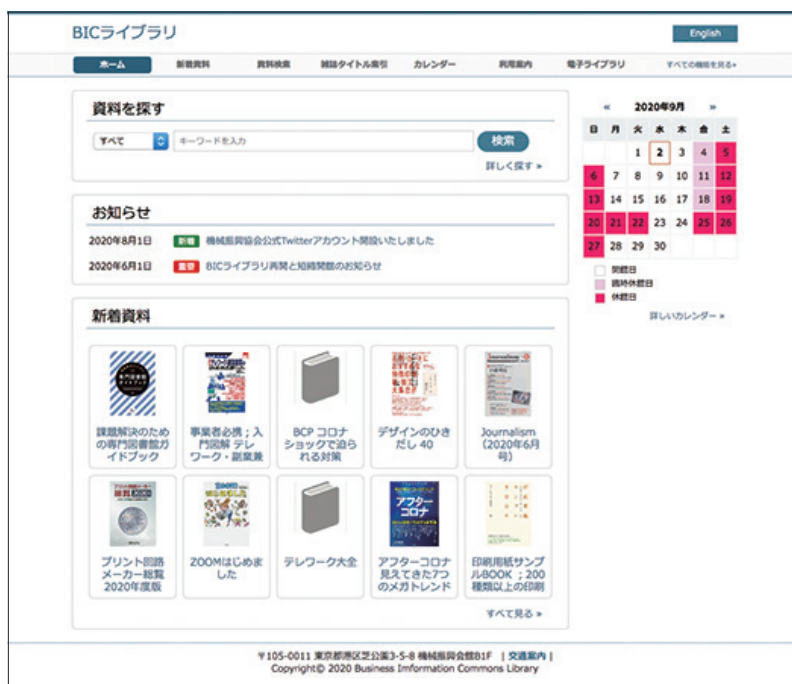 BICライブラリ
English
ホーム 新着資料 資料検索 雑誌タイトル索引 カレンダー 利用案内 電子ライブラリ すべての機能を見る+
資料を探す
すべて キーワードを入力 検索
詳しく探す »
お知らせ
2020年8月1日 新着 機械振興協会公式Twitterアカウント開設いたしました
2020年6月1日 重要 BICライブラリ再開と短縮開館のお知らせ
新着資料
課題解決のため
の専門図書館ガ
イドブック
事業者必携;入
門図解 テレ
ワーク・副業兼
BCP コロナ
ショックで迫ら
れる対策
デザインのひき
だし 40
Journalism
(2020年6月
号)
プリント回路
メーカー総覧
2020年度版
ZOOMはじめま
した
テレワーク大全
アフター
コロナ
アフターコロナ
見えてきた7つ
のメガトレンド
印刷用紙サンプ
ルBOOK ; 200
種類以上の印刷
すべて見る »
« 2020年9月 »
日 月 火 水 木 金 土
1 2 3 4 5
6 7 8 9 10 11 12
13 14 15 16 17 18 19
20 21 22 23 24 25 26
27 28 29 30
開館日
臨時休館日
休館日
詳しいカレンダー »
〒105-0011 東京都港区芝公園3-5-8 機械振興会館B1F | 交通案内 |
Copyright© 2020 Business Imformation Commons Library